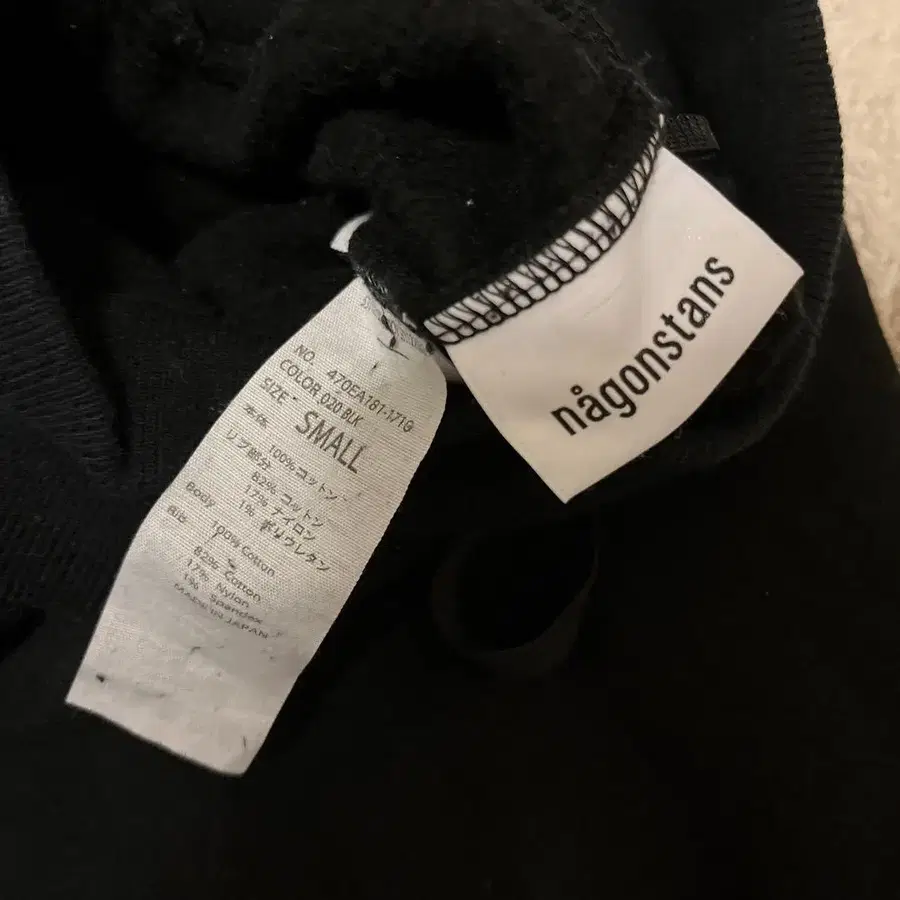 någonstans
NO. 470EA181-1710
COLOR 020 BLK
SIZE SMALL
本体 100% コットン
リブ部分 82% コットン
17% ナイロン
1% ポリウレタン
Body 100% Cotton
Rib 82% Cotton
17% Nylon
1% Spandex
MADE IN JAPAN